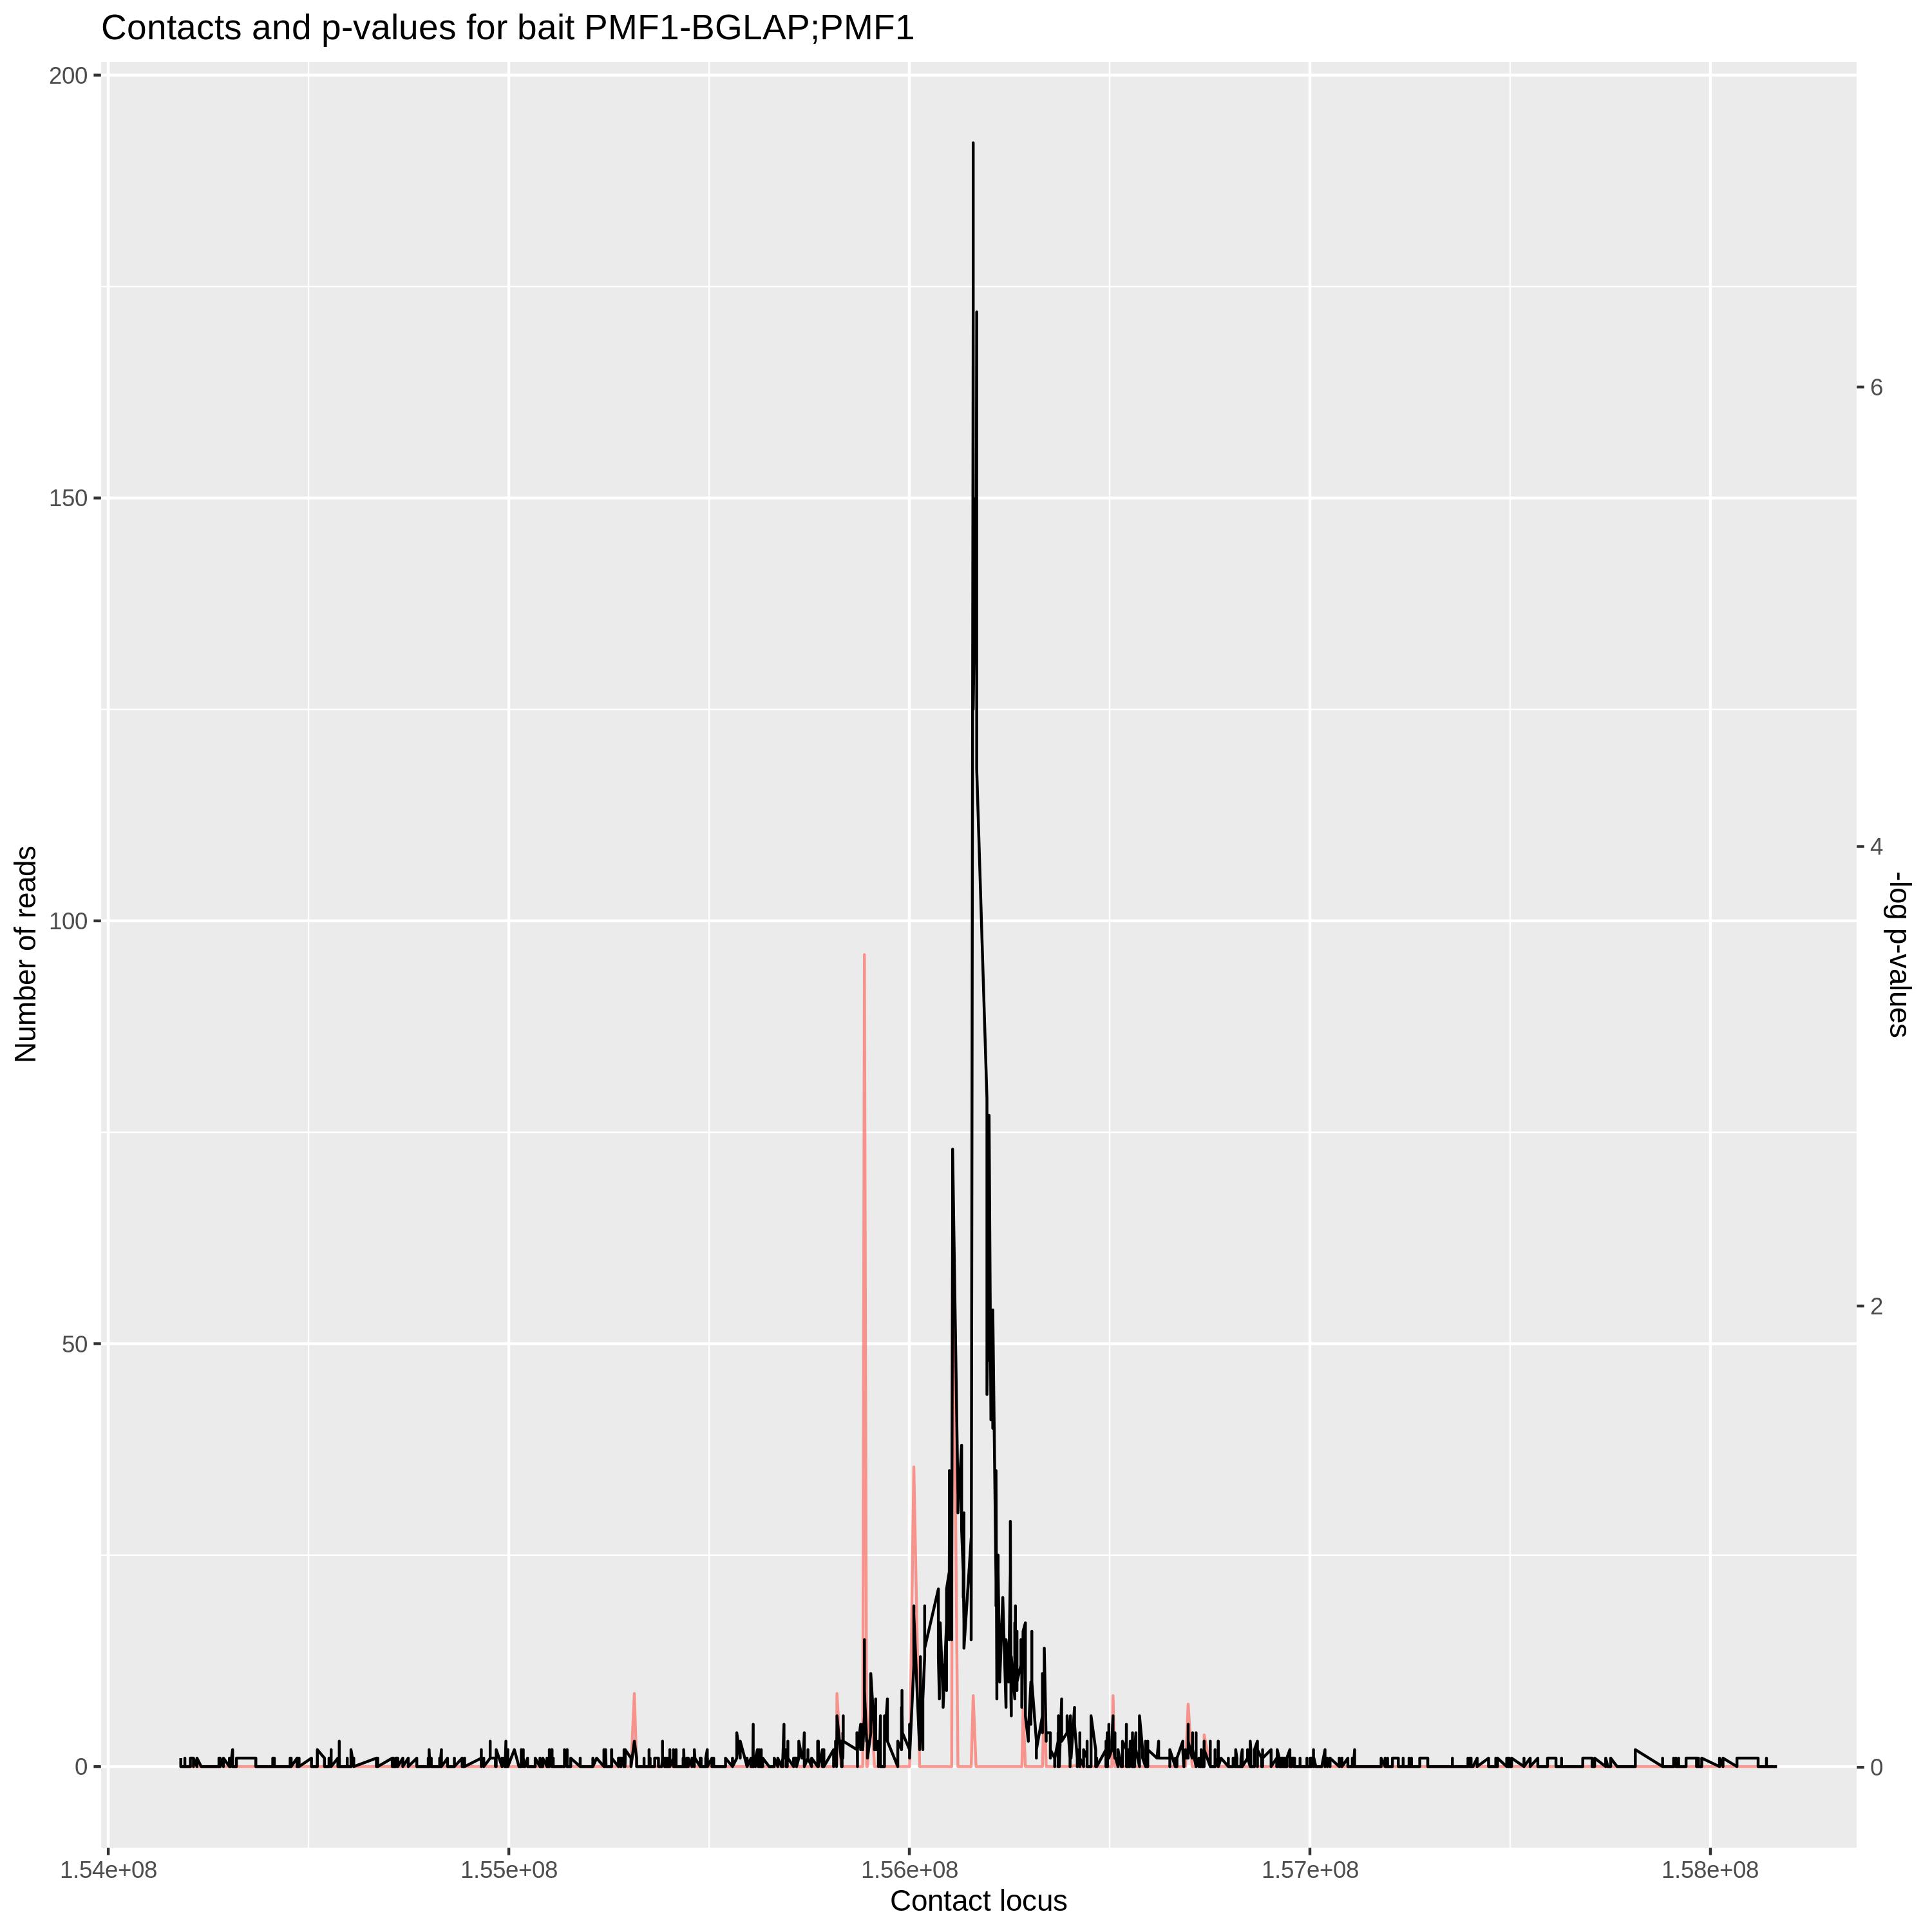 Contacts and p-values for bait PMF1-BGLAP;PMF1
200
150
100
50
0
Number of reads
6
4
2
0
-log p-values
1.54e+08
1.55e+08
1.56e+08
1.57e+08
1.58e+08
Contact locus